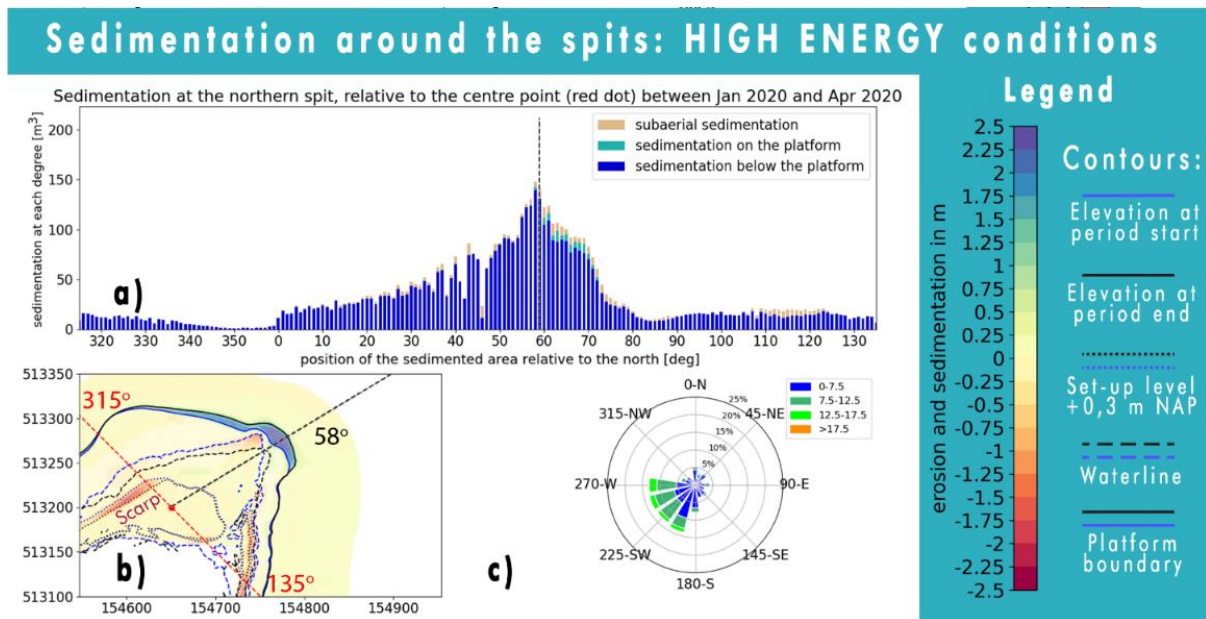 Sedimentation around the spits: HIGH ENERGY conditions
Sedimentation at the northern spit, relative to the centre point (red dot) between Jan 2020 and Apr 2020
sedimentation at each degree [m³]
200
150
100
50
0
subaerial sedimentation
sedimentation on the platform
sedimentation below the platform
a)
320 330 340 350 0 10 20 30 40 50 60 70 80 90 100 110 120 130
position of the sedimented area relative to the north [deg]
513350
513300
513250
513200
513150
513100
315°
58°
Scarp
135°
b)
154600 154700 154800 154900
c)
0-N
45-NE
90-E
145-SE
180-S
225-SW
270-W
315-NW
25%
20%
15%
10%
5%
0-7.5
7.5-12.5
12.5-17.5
>17.5
Legend
erosion and sedimentation in m
2.5
2.25
2
1.75
1.5
1.25
1
0.75
0.5
0.25
0
-0.25
-0.5
-0.75
-1
-1.25
-1.5
-1.75
-2
-2.25
-2.5
Contours:
Elevation at
period start
Elevation at
period end
Set-up level
+0,3 m NAP
Waterline
Platform
boundary